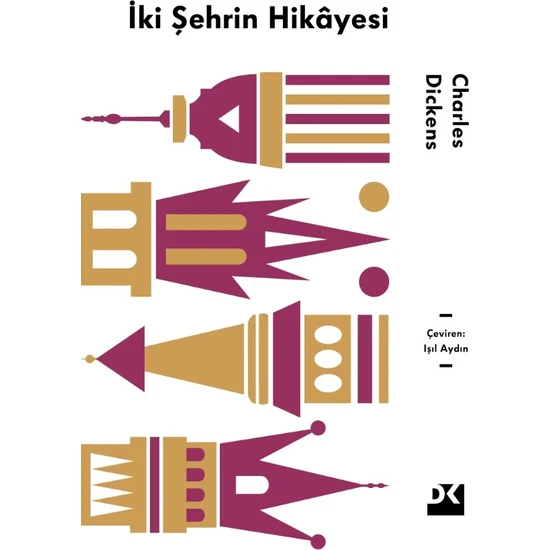 İki Şehrin Hikâyesi
Charles
Dickens
Çeviren:
Işıl Aydın
DK